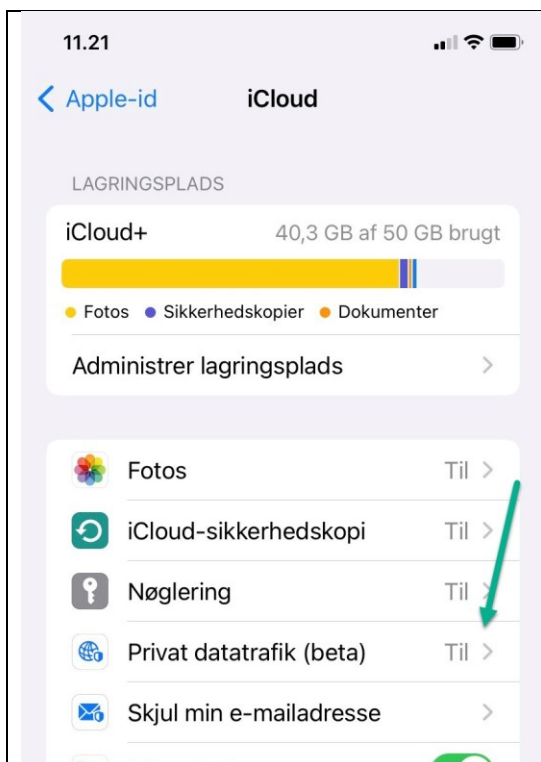 11.21
Apple-id iCloud
LAGRINGSPLADS
iCloud+ 40,3 GB af 50 GB brugt
Fotos Sikkerhedskopier Dokumenter
Administrer lagringsplads
Fotos Til
iCloud-sikkerhedskopi Til
Nøglering Til
Privat datatrafik (beta) Til
Skjul min e-mailadresse